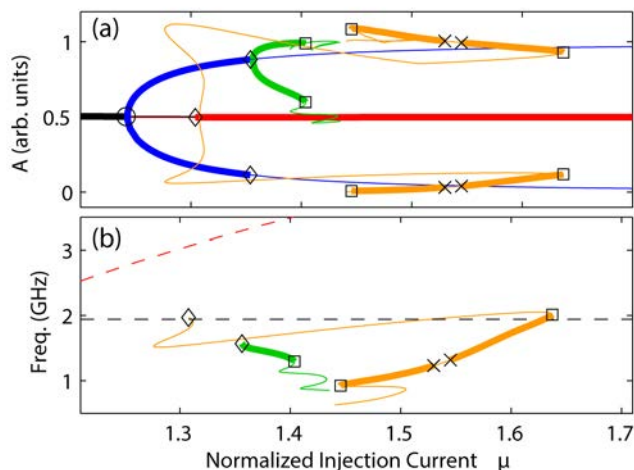 (a)
A (arb. units)
1
0.5
0
(b)
Freq. (GHz)
3
2
1
1.3 1.4 1.5 1.6 1.7
Normalized Injection Current μ